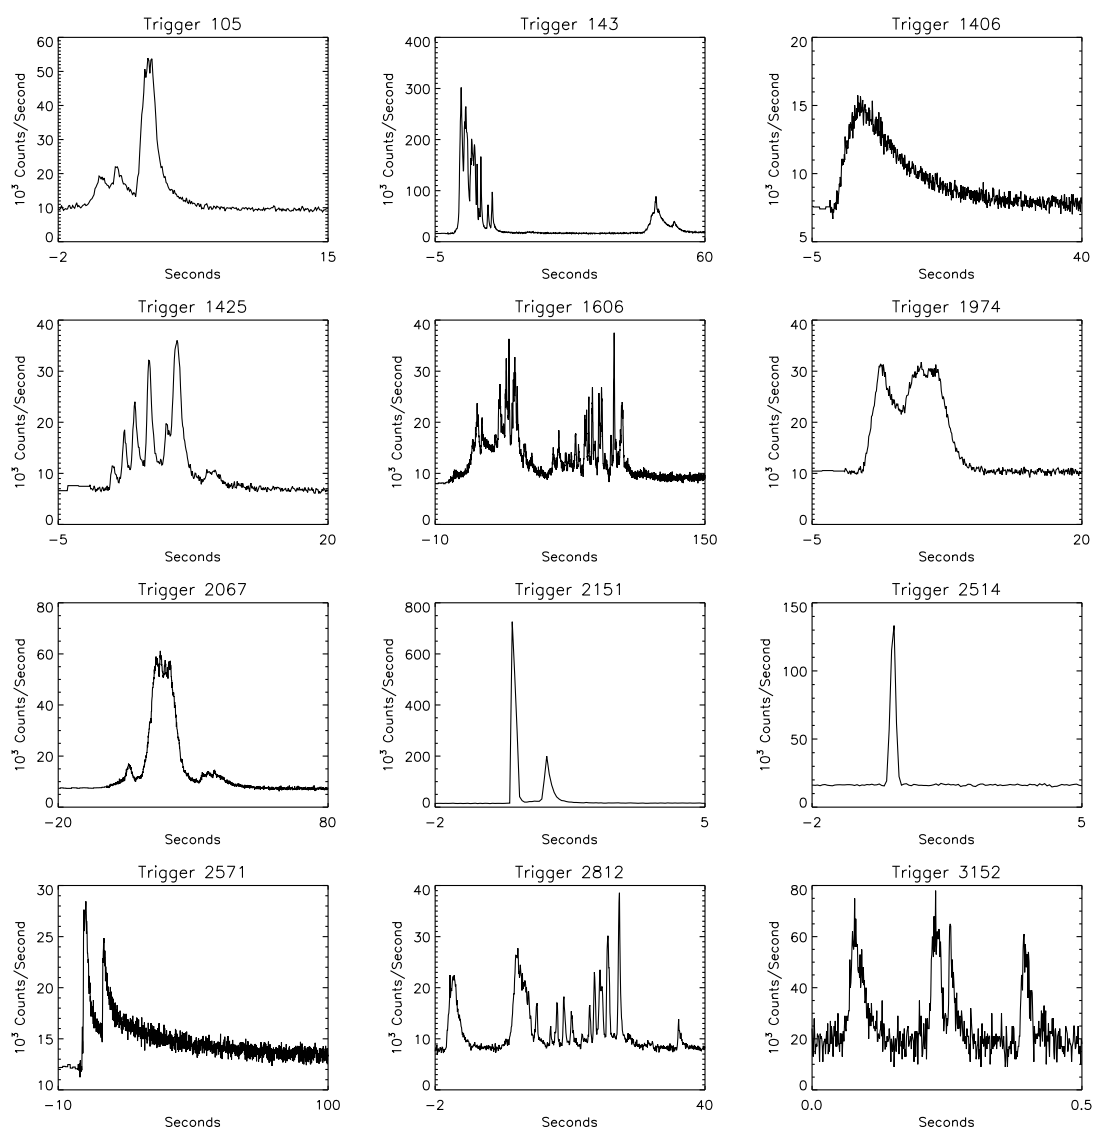 Trigger 105
60
50
40
30
20
10
0
10³ Counts/Second
-2
15
Seconds
Trigger 143
400
300
200
100
0
10³ Counts/Second
-5
60
Seconds
Trigger 1406
20
15
10
5
10³ Counts/Second
-5
40
Seconds
Trigger 1425
40
30
20
10
0
10³ Counts/Second
-5
20
Seconds
Trigger 1606
40
30
20
10
0
10³ Counts/Second
-10
150
Seconds
Trigger 1974
40
30
20
10
0
10³ Counts/Second
-5
20
Seconds
Trigger 2067
80
60
40
20
0
10³ Counts/Second
-20
80
Seconds
Trigger 2151
800
600
400
200
0
10³ Counts/Second
-2
5
Seconds
Trigger 2514
150
100
50
0
10³ Counts/Second
-2
5
Seconds
Trigger 2571
30
25
20
15
10
10³ Counts/Second
-10
100
Seconds
Trigger 2812
40
30
20
10
0
10³ Counts/Second
-2
40
Seconds
Trigger 3152
80
60
40
20
0
10³ Counts/Second
0.0
0.5
Seconds